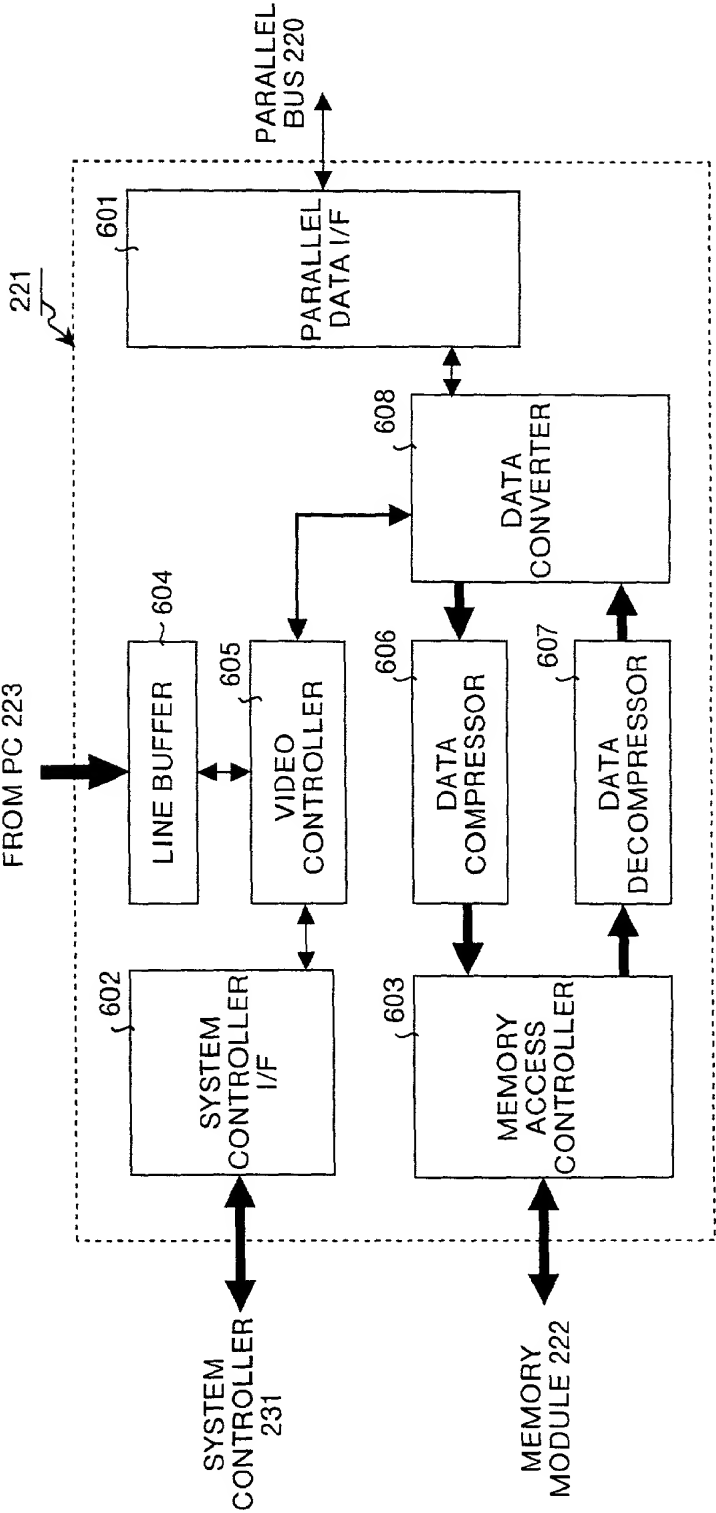 FROM PC 223
221
604
LINE BUFFER
602
605
601
SYSTEM
CONTROLLER
231
SYSTEM
CONTROLLER
I/F
VIDEO
CONTROLLER
PARALLEL
DATA I/F
PARALLEL
BUS 220
603
606
608
MEMORY
MODULE 222
MEMORY
ACCESS
CONTROLLER
DATA
COMPRESSOR
DATA
CONVERTER
607
DATA
DECOMPRESSOR